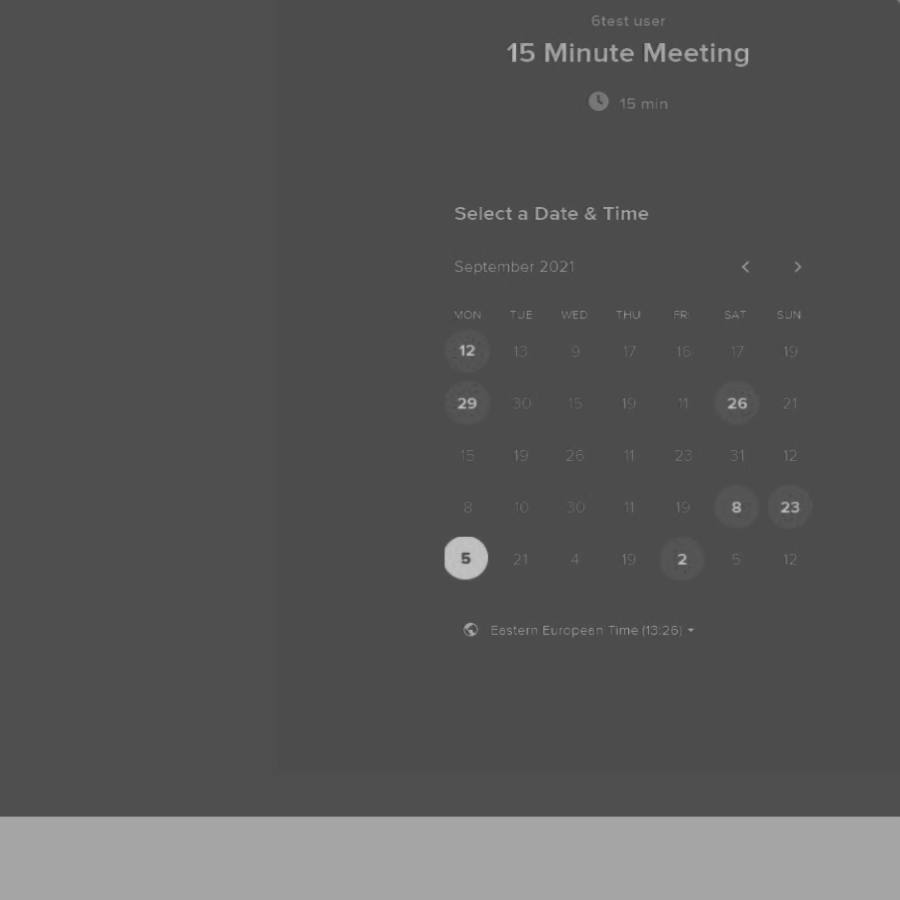 6test user
15 Minute Meeting
15 min
Select a Date & Time
September 2021
MON TUE WED THU FRI SAT SUN
12 13 9 17 16 17 19
29 30 15 19 11 26 21
15 19 26 11 23 31 12
8 10 30 11 19 8 23
5 21 4 19 2 5 12
Eastern European Time (13:26)